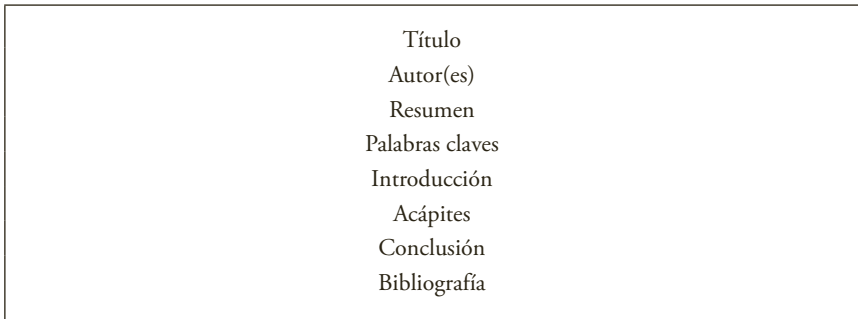 Título
Autor(es)
Resumen
Palabras claves
Introducción
Acápites
Conclusión
Bibliografía